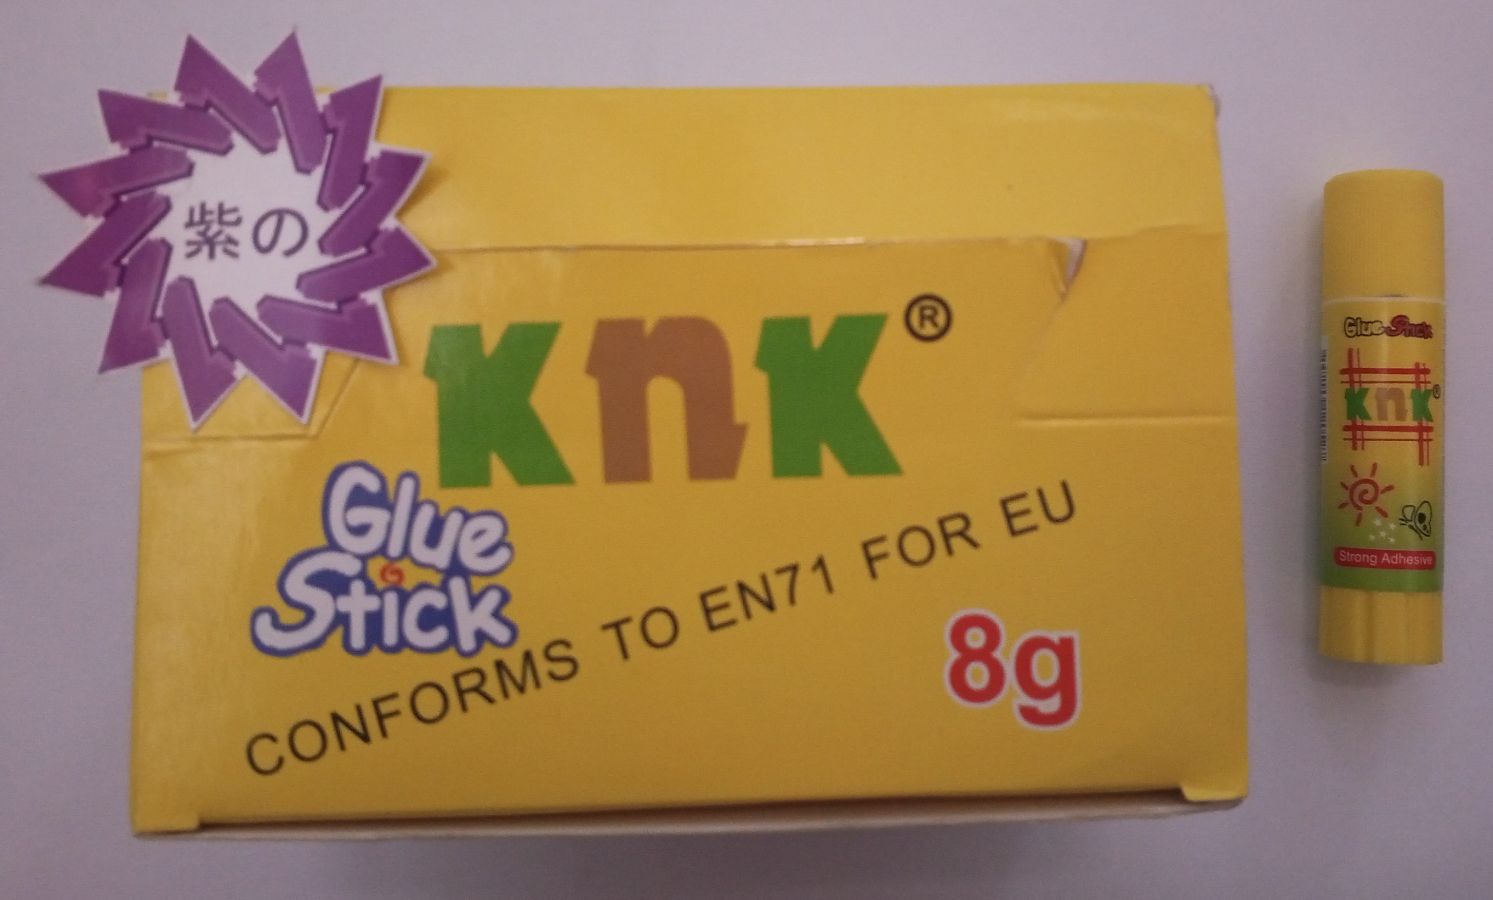 紫の
KnK®
Glue
Stick
CONFORMS TO EN71 FOR EU
8g
Glue Stick
KnK®
Strong Adhesive